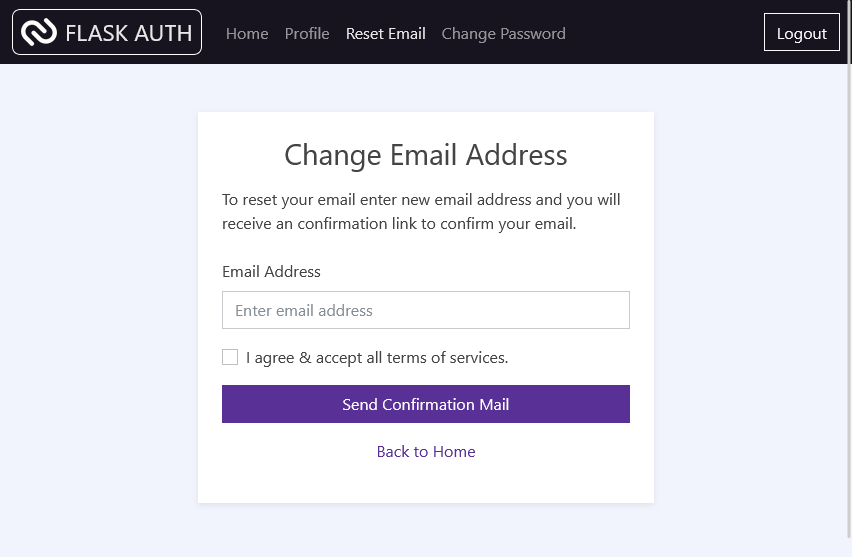 FLASK AUTH
Home
Profile
Reset Email
Change Password
Logout
Change Email Address
To reset your email enter new email address and you will
receive an confirmation link to confirm your email.
Email Address
Enter email address
I agree & accept all terms of services.
Send Confirmation Mail
Back to Home